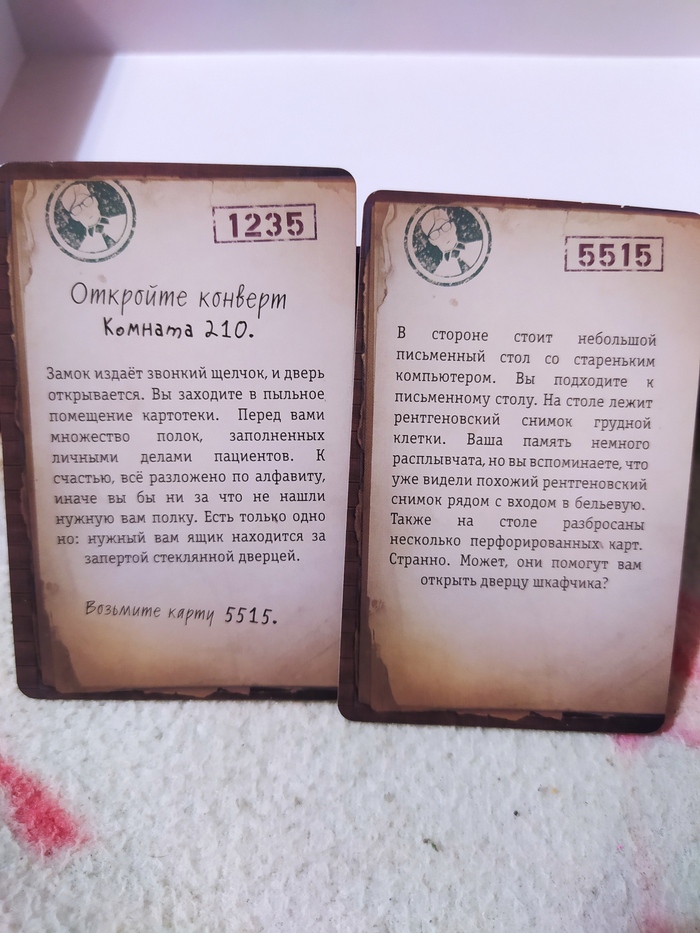 1235
Откройте конверт
Комната 210.
Замок издаёт звонкий щелчок, и дверь
открывается. Вы заходите в пыльное
помещение картотеки. Перед вами
множество полок, заполненных
личными делами пациентов. К
счастью, всё разложено по алфавиту,
иначе вы бы ни за что не нашли
нужную вам полку. Есть только одно
но: нужный вам ящик находится за
запертой стеклянной дверцей.
Возьмите карту 5515.
5515
В стороне стоит небольшой
письменный стол со стареньким
компьютером. Вы подходите к
письменному столу. На столе лежит
рентгеновский снимок грудной
клетки. Ваша память немного
расплывчата, но вы вспоминаете, что
уже видели похожий рентгеновский
снимок рядом с входом в бельевую.
Также на столе разбросаны
несколько перфорированных карт.
Странно. Может, они помогут вам
открыть дверцу шкафчика?